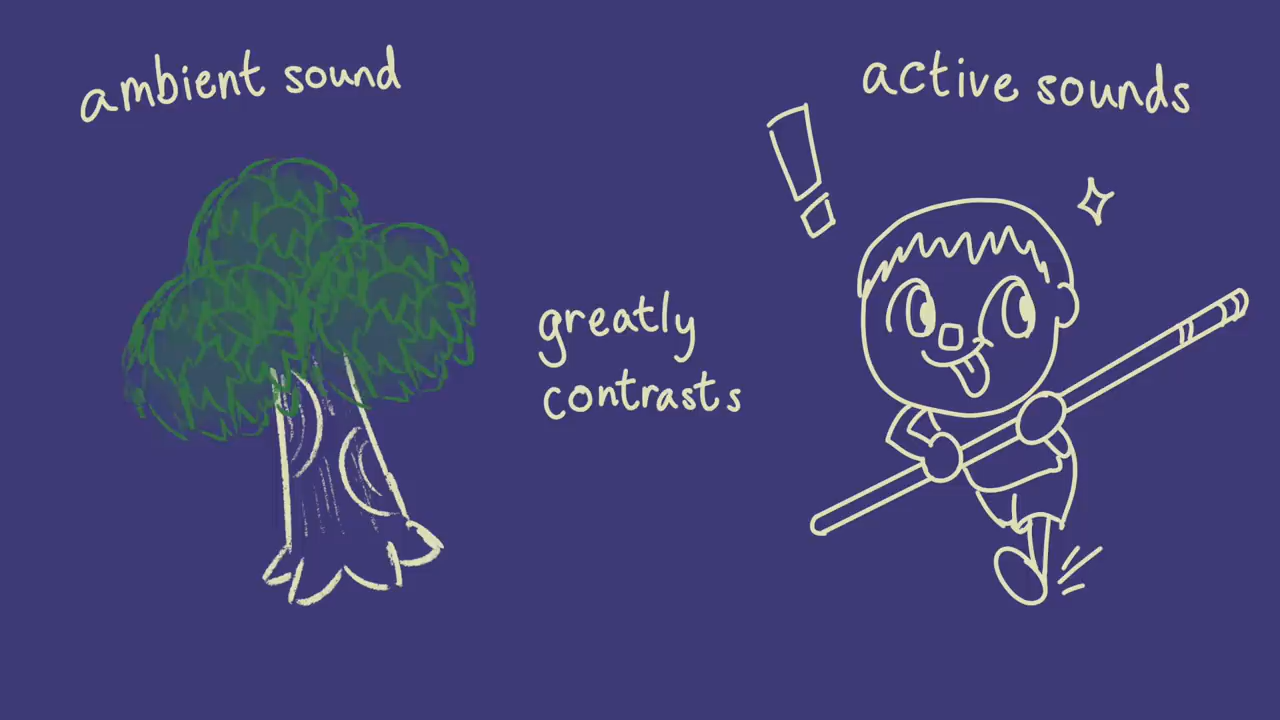 ambient sound
active sounds
!
greatly
contrasts